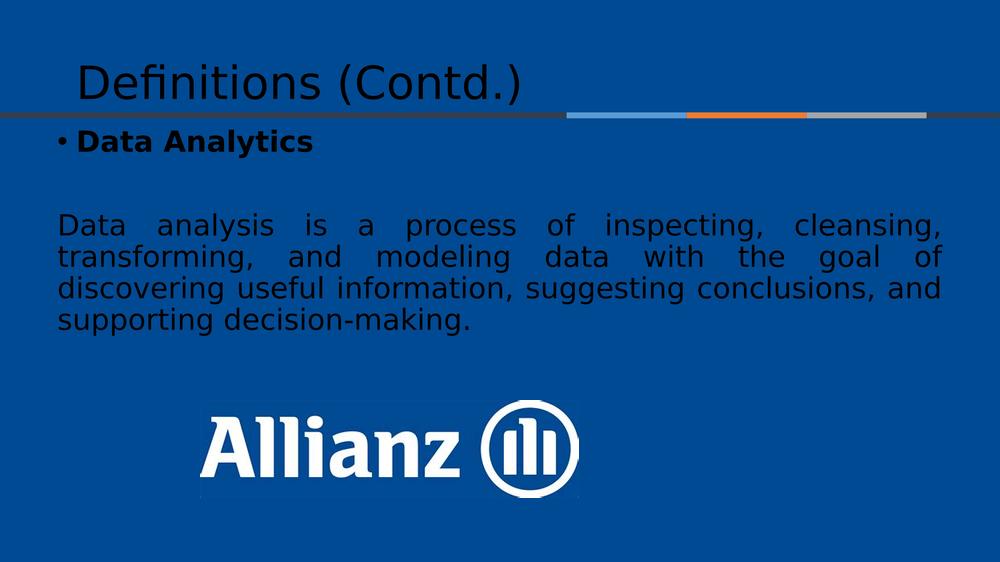 Definitions (Contd.)
• Data Analytics
Data analysis is a process of inspecting, cleansing,
transforming, and modeling data with the goal of
discovering useful information, suggesting conclusions, and
supporting decision-making.
Allianz